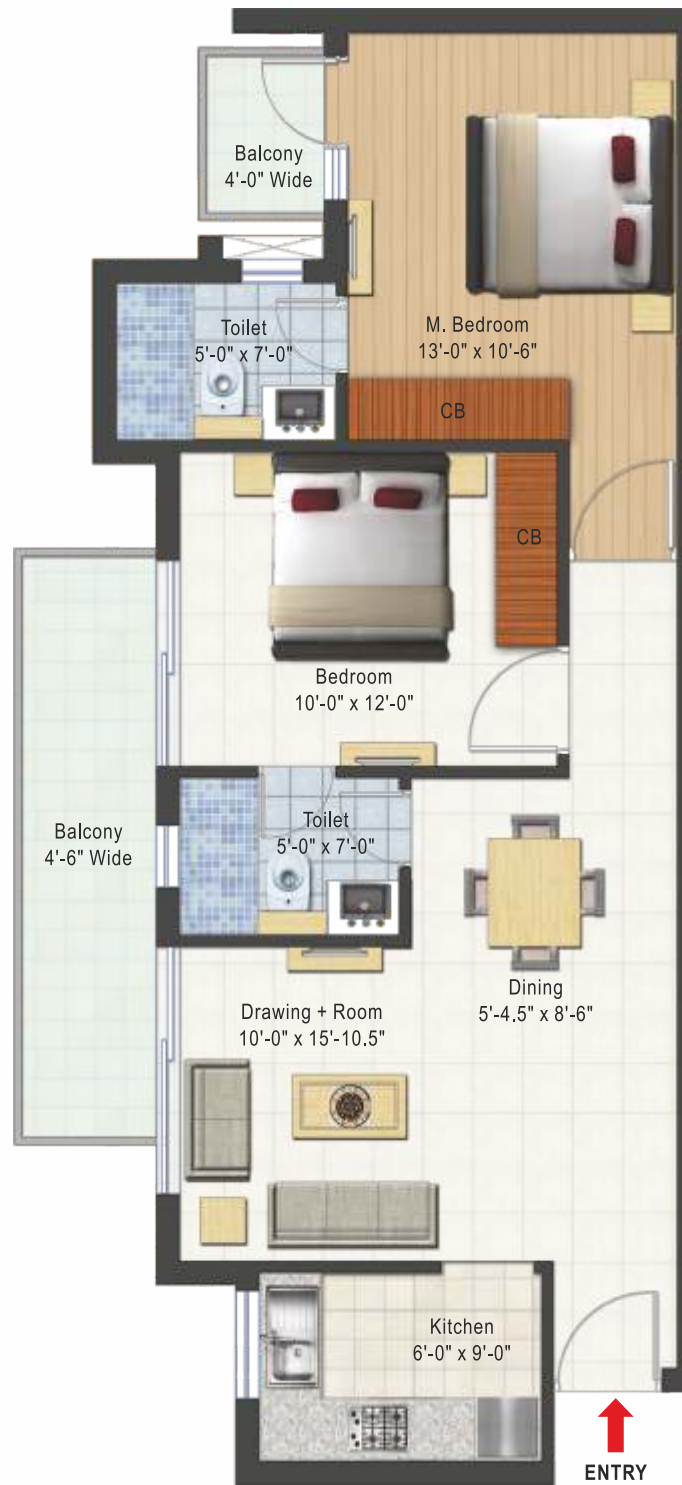 Balcony
4'-0" Wide
Toilet
5'-0" x 7'-0"
M. Bedroom
13'-0" x 10'-6"
CB
CB
Bedroom
10'-0" x 12'-0"
Balcony
4'-6" Wide
Toilet
5'-0" x 7'-0"
Dining
5'-4.5" x 8'-6"
Drawing + Room
10'-0" x 15'-10.5"
Kitchen
6'-0" x 9'-0"
ENTRY